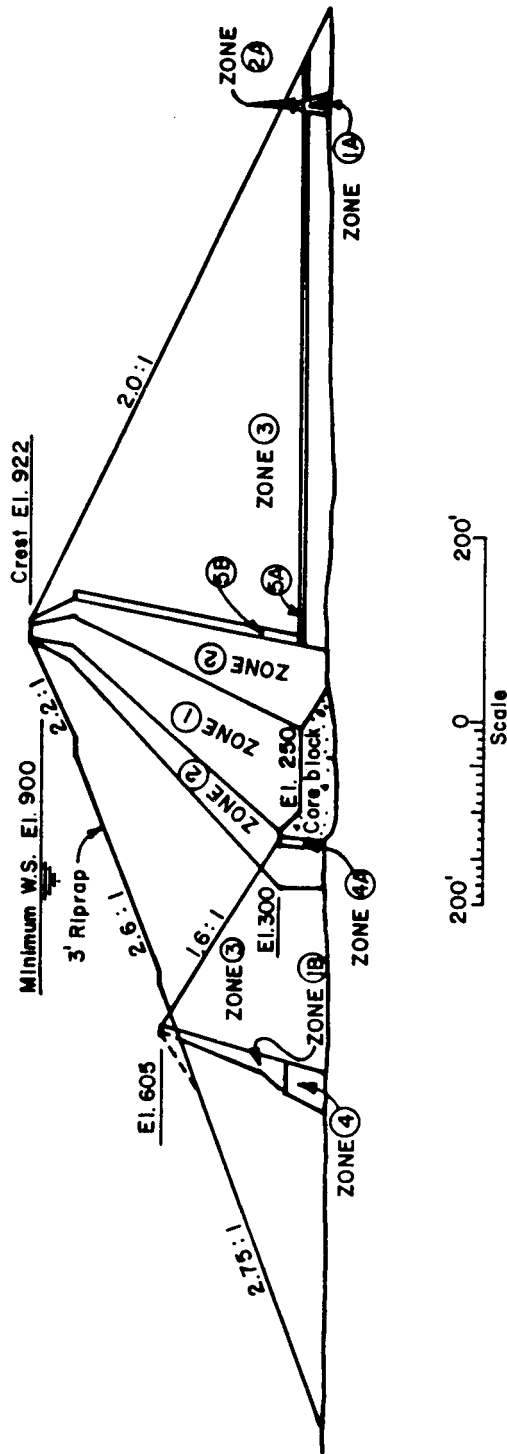 Crest El. 922
Minimum W.S. El. 900
2.2:1
2.0:1
3' Riprap
2.6:1
El. 605
1.6:1
2.75:1
ZONE 2
ZONE 1
ZONE 2
5B
5A
ZONE 3
ZONE 2A
ZONE 3
El. 300
El. 250
Core block
ZONE 1B
ZONE 4
ZONE 4A
ZONE 1A
200' 0 200'
Scale